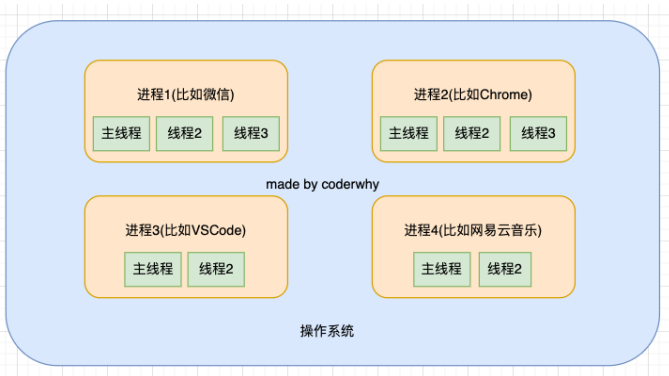 进程1(比如微信)
主线程 线程2 线程3
进程2(比如Chrome)
主线程 线程2 线程3
made by coderwhy
进程3(比如VSCode)
主线程 线程2
进程4(比如网易云音乐)
主线程 线程2
操作系统